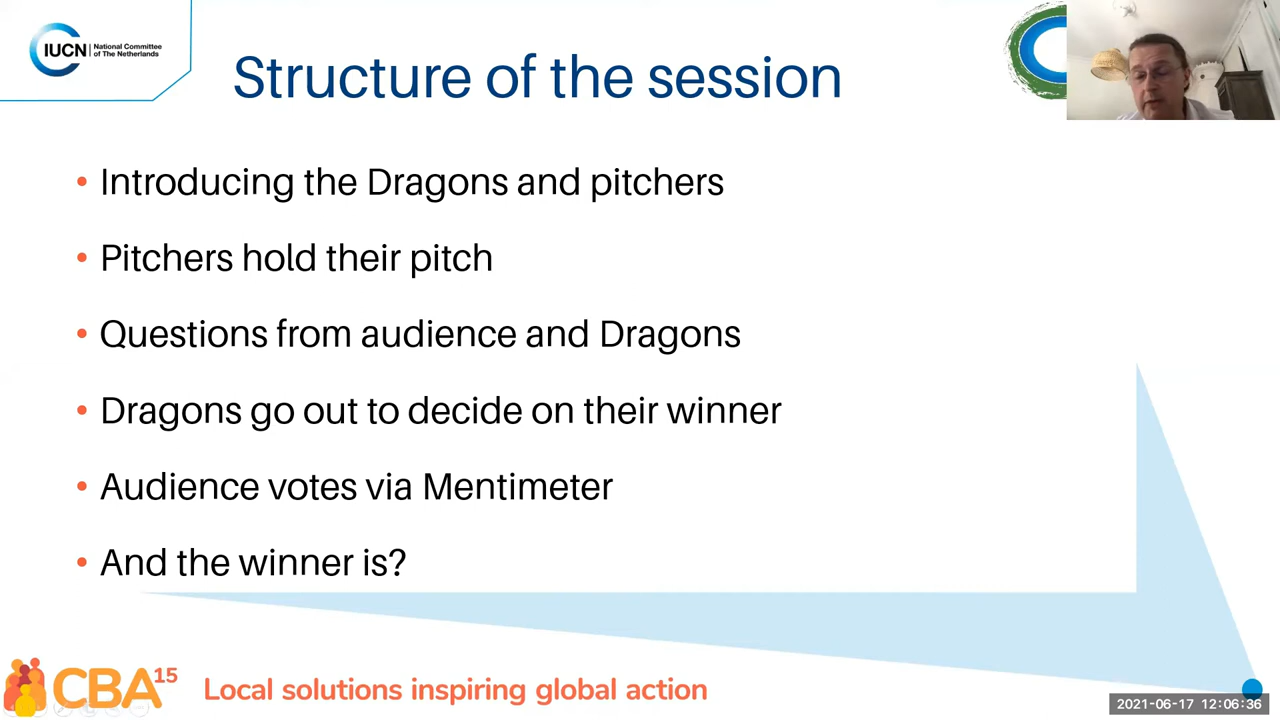 IUCN National Committee
of The Netherlands
Structure of the session
• Introducing the Dragons and pitchers
• Pitchers hold their pitch
• Questions from audience and Dragons
• Dragons go out to decide on their winner
• Audience votes via Mentimeter
• And the winner is?
CBA15
Local solutions inspiring global action
2021-06-17 12:06:36